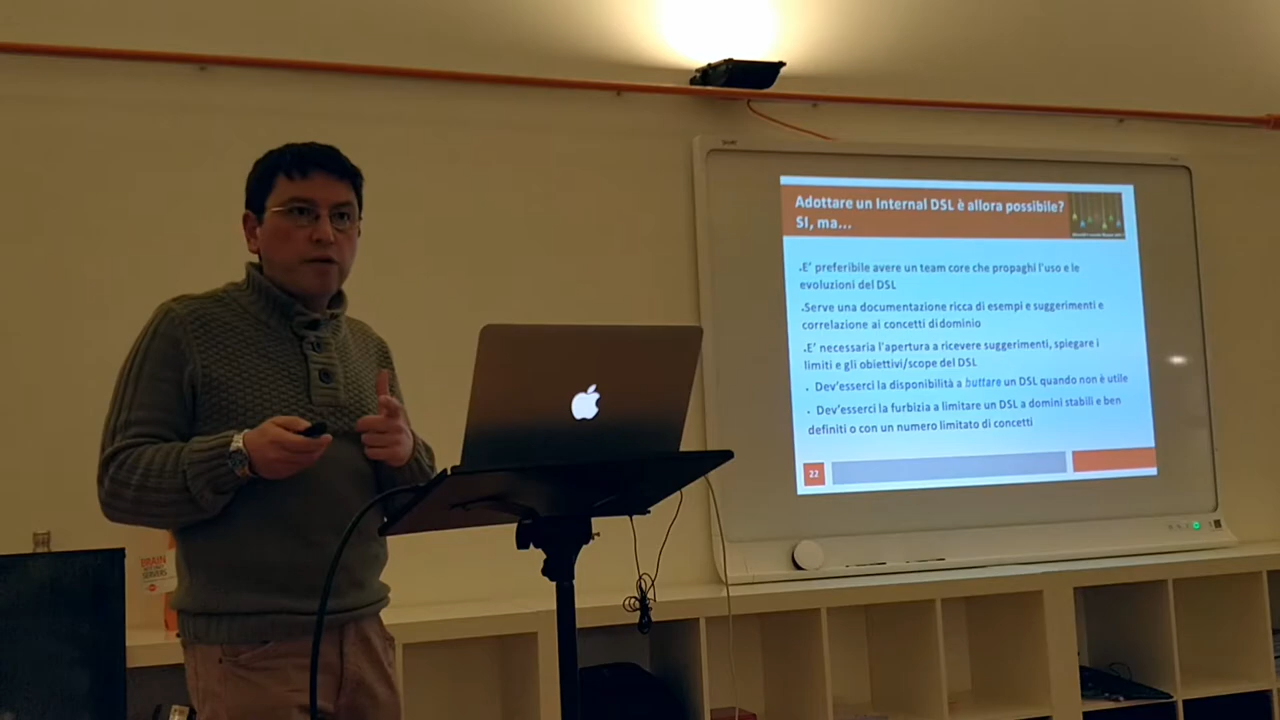 Adottare un Internal DSL è allora possibile?
SI, ma...
.E' preferibile avere un team core che propaghi l'uso e le
evoluzioni del DSL
.Serve una documentazione ricca di esempi e suggerimenti e
correlazione ai concetti di dominio
.E' necessaria l'apertura a ricevere suggerimenti, spiegare i
limiti e gli obiettivi/scope del DSL
. Dev'esserci la disponibilità a buttare un DSL quando non è utile
. Dev'esserci la furbizia a limitare un DSL a domini stabili e ben
definiti o con un numero limitato di concetti
22
BRAIN
SERVERS